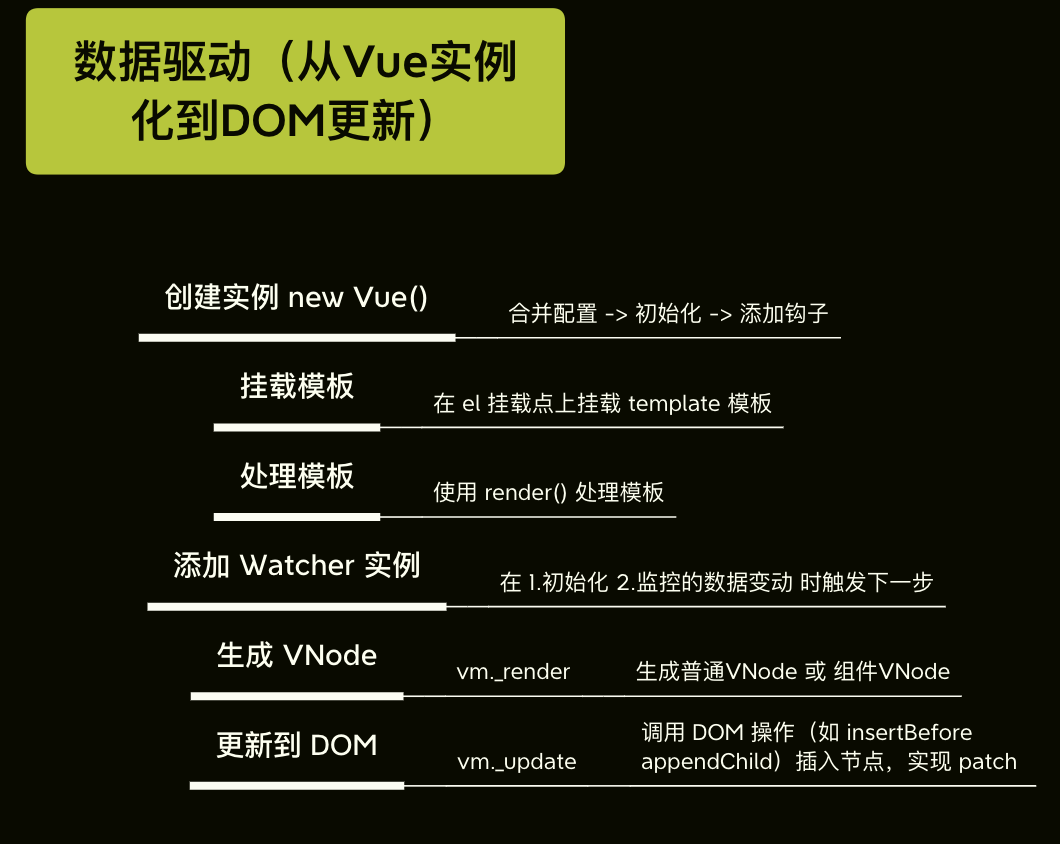 数据驱动（从Vue实例
化到DOM更新）
创建实例 new Vue()
合并配置 -> 初始化 -> 添加钩子
挂载模板
在 el 挂载点上挂载 template 模板
处理模板
使用 render() 处理模板
添加 Watcher 实例
在 1.初始化 2.监控的数据变动 时触发下一步
生成 VNode
vm._render
生成普通VNode 或 组件VNode
更新到 DOM
vm._update
调用 DOM 操作（如 insertBefore
appendChild）插入节点，实现 patch